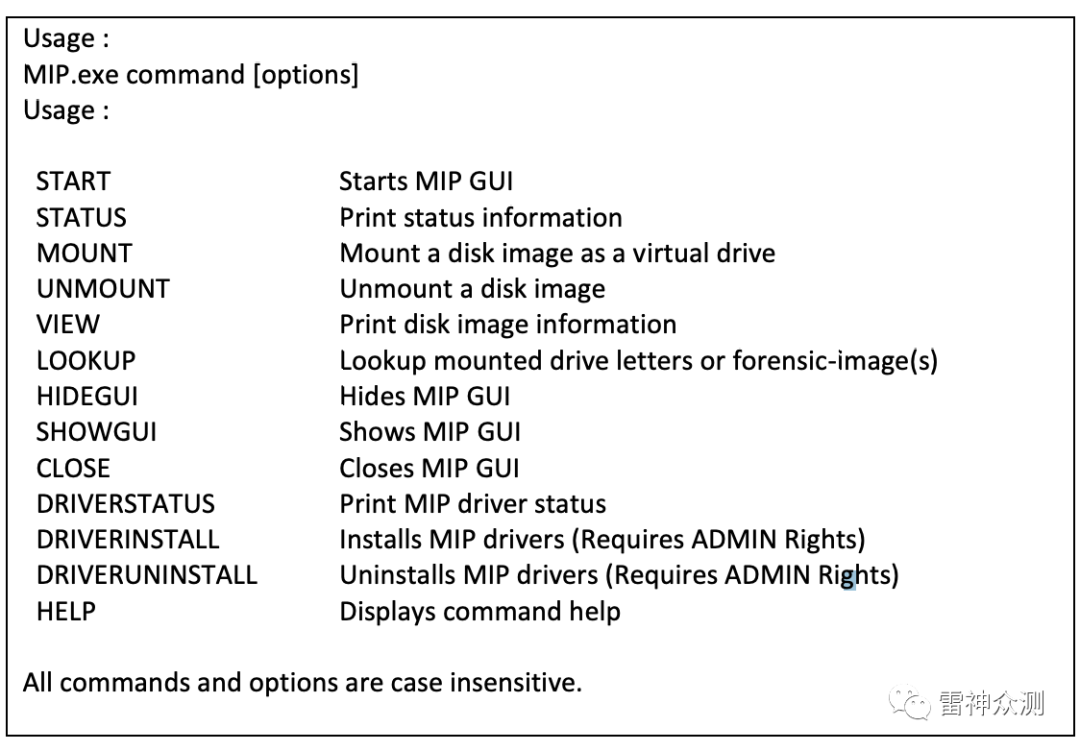 Usage :
MIP.exe command [options]
Usage :
START Starts MIP GUI
STATUS Print status information
MOUNT Mount a disk image as a virtual drive
UNMOUNT Unmount a disk image
VIEW Print disk image information
LOOKUP Lookup mounted drive letters or forensic-image(s)
HIDEGUI Hides MIP GUI
SHOWGUI Shows MIP GUI
CLOSE Closes MIP GUI
DRIVERSTATUS Print MIP driver status
DRIVERINSTALL Installs MIP drivers (Requires ADMIN Rights)
DRIVERUNINSTALL Uninstalls MIP drivers (Requires ADMIN Rights)
HELP Displays command help
All commands and options are case insensitive.
雷神众测